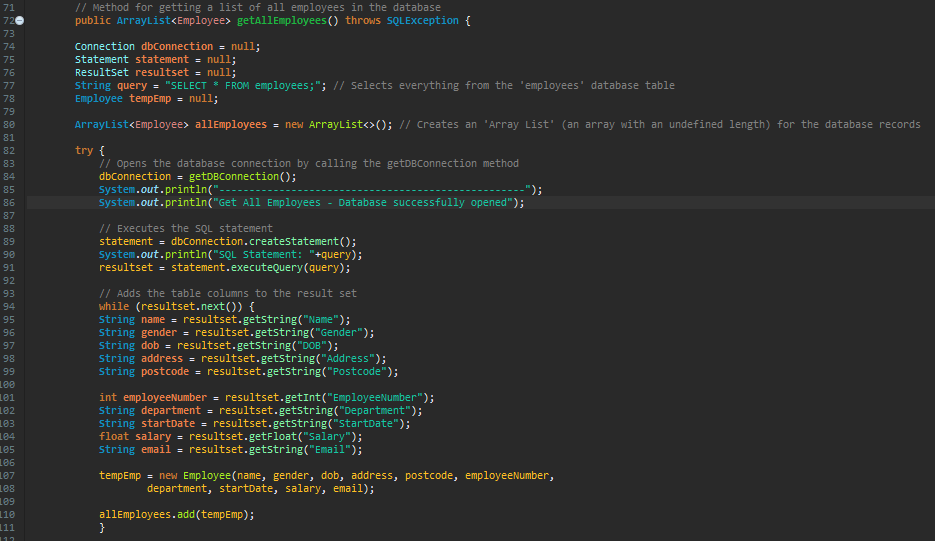 71 // Method for getting a list of all employees in the database
72 public ArrayList<Employee> getAllEmployees() throws SQLException {
73
74 Connection dbConnection = null;
75 Statement statement = null;
76 ResultSet resultset = null;
77 String query = "SELECT * FROM employees;"; // Selects everything from the 'employees' database table
78 Employee tempEmp = null;
79
80 ArrayList<Employee> allEmployees = new ArrayList<>(); // Creates an 'Array List' (an array with an undefined length) for the database records
81
82 try {
83 // Opens the database connection by calling the getDBConnection method
84 dbConnection = getDBConnection();
85 System.out.println("---------------------------------------------------");
86 System.out.println("Get All Employees - Database successfully opened");
87
88 // Executes the SQL statement
89 statement = dbConnection.createStatement();
90 System.out.println("SQL Statement: "+query);
91 resultset = statement.executeQuery(query);
92
93 // Adds the table columns to the result set
94 while (resultset.next()) {
95 String name = resultset.getString("Name");
96 String gender = resultset.getString("Gender");
97 String dob = resultset.getString("DOB");
98 String address = resultset.getString("Address");
99 String postcode = resultset.getString("Postcode");
100
101 int employeeNumber = resultset.getInt("EmployeeNumber");
102 String department = resultset.getString("Department");
103 String startDate = resultset.getString("StartDate");
104 float salary = resultset.getFloat("Salary");
105 String email = resultset.getString("Email");
106
107 tempEmp = new Employee(name, gender, dob, address, postcode, employeeNumber,
108 department, startDate, salary, email);
109
110 allEmployees.add(tempEmp);
111 }